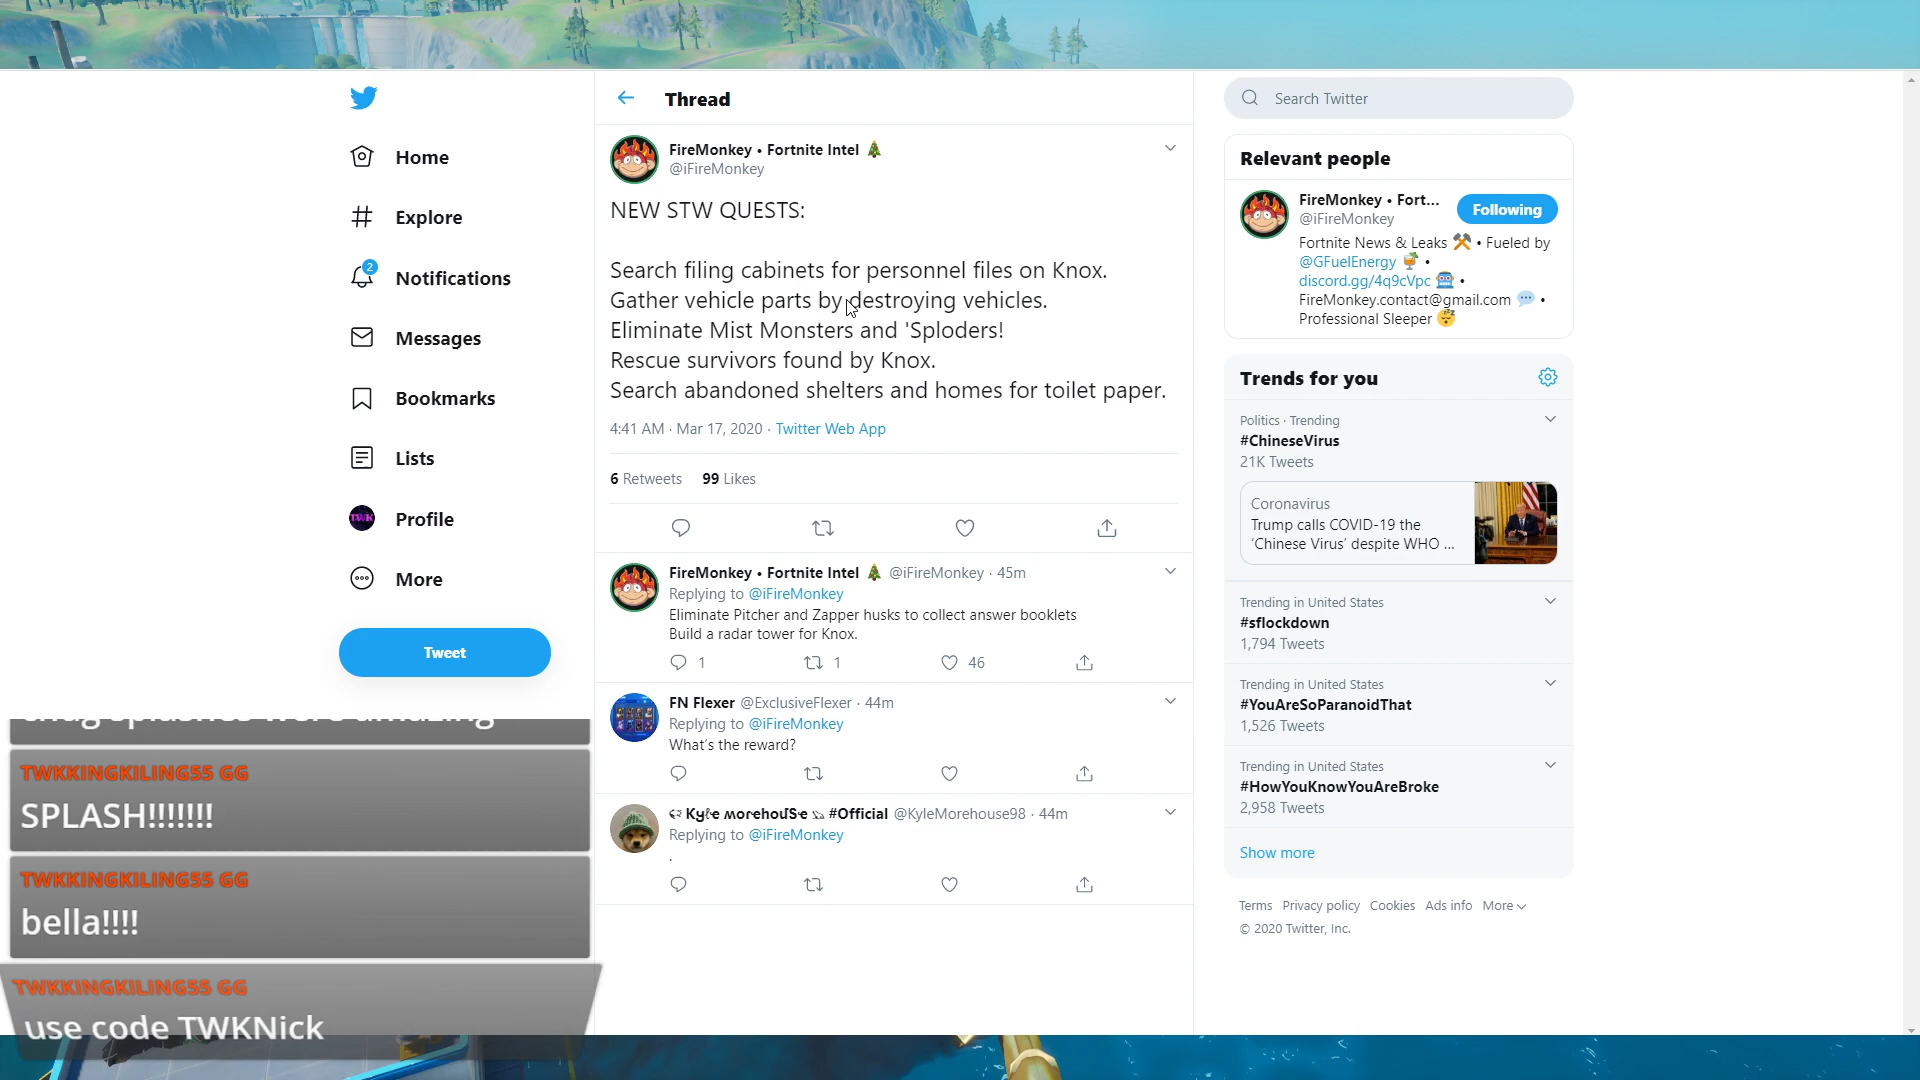 Home
Explore
2
Notifications
Messages
Bookmarks
Lists
Profile
TWK
More
Tweet
Thread
FireMonkey • Fortnite Intel 🎄
@iFireMonkey
NEW STW QUESTS:
Search filing cabinets for personnel files on Knox.
Gather vehicle parts by destroying vehicles.
Eliminate Mist Monsters and 'Sploders!
Rescue survivors found by Knox.
Search abandoned shelters and homes for toilet paper.
4:41 AM · Mar 17, 2020 · Twitter Web App
6 Retweets 99 Likes
FireMonkey • Fortnite Intel 🎄 @iFireMonkey · 45m
Replying to @iFireMonkey
Eliminate Pitcher and Zapper husks to collect answer booklets
Build a radar tower for Knox.
1 1 46
FN Flexer @ExclusiveFlexer · 44m
Replying to @iFireMonkey
What's the reward?
#Official @KyleMorehouse98 · 44m
Replying to @iFireMonkey
.
Search Twitter
Relevant people
FireMonkey • Fort...
@iFireMonkey
Following
Fortnite News & Leaks ⚒ • Fueled by
@GFuelEnergy 🍹 •
discord.gg/4q9cVpc 🤖 •
FireMonkey.contact@gmail.com 💬 •
Professional Sleeper 😴
Trends for you
Politics · Trending
#ChineseVirus
21K Tweets
Coronavirus
Trump calls COVID-19 the
'Chinese Virus' despite WHO ...
Trending in United States
#sflockdown
1,794 Tweets
Trending in United States
#YouAreSoParanoidThat
1,526 Tweets
Trending in United States
#HowYouKnowYouAreBroke
2,958 Tweets
Show more
Terms Privacy policy Cookies Ads info More
© 2020 Twitter, Inc.
chug splashes were amazing
TWKKINGKILING55 GG
SPLASH!!!!!!!
TWKKINGKILING55 GG
bella!!!!
TWKKINGKILING55 GG
use code TWKNick